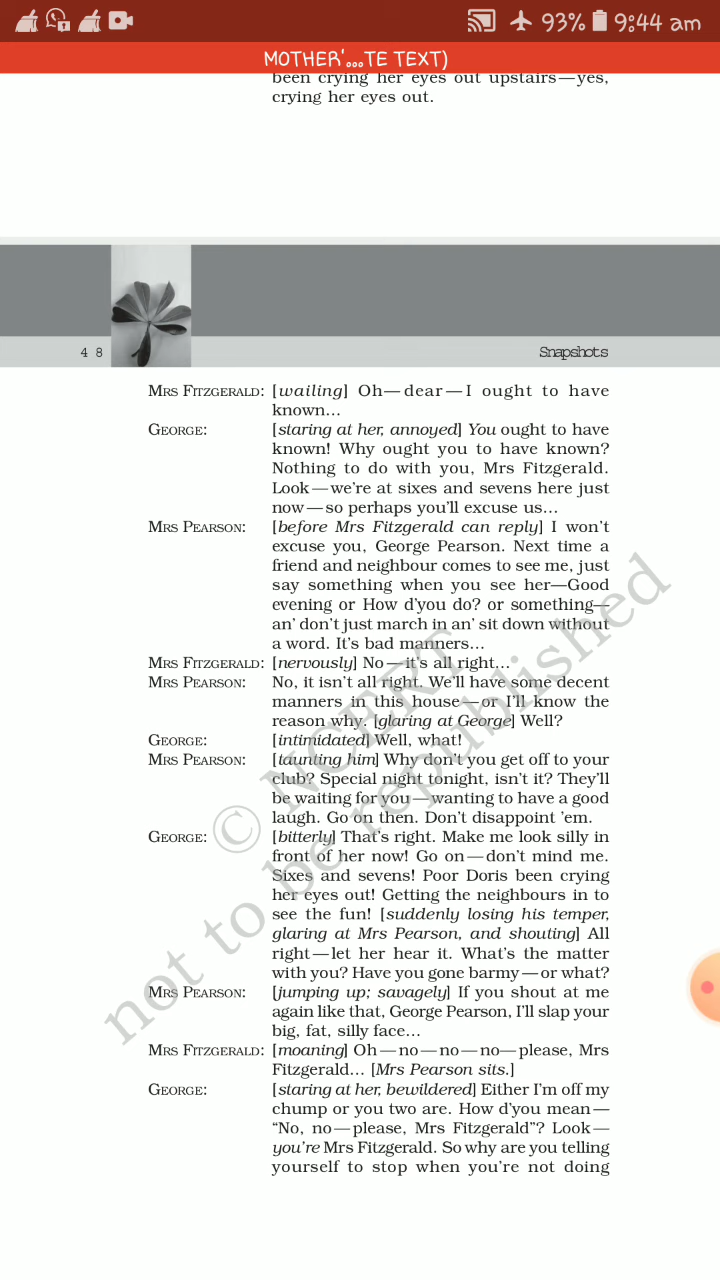 93% 9:44 am
MOTHER'...TE TEXT)
been crying her eyes out upstairs—yes,
crying her eyes out.
4 8
Snapshots
MRS FITZGERALD: [wailing] Oh—dear—I ought to have
known...
GEORGE: [staring at her, annoyed] You ought to have
known! Why ought you to have known?
Nothing to do with you, Mrs Fitzgerald.
Look—we're at sixes and sevens here just
now—so perhaps you'll excuse us...
MRS PEARSON: [before Mrs Fitzgerald can reply] I won't
excuse you, George Pearson. Next time a
friend and neighbour comes to see me, just
say something when you see her—Good
evening or How d'you do? or something—
an' don't just march in an' sit down without
a word. It's bad manners...
MRS FITZGERALD: [nervously] No—it's all right...
MRS PEARSON: No, it isn't all right. We'll have some decent
manners in this house—or I'll know the
reason why. [glaring at George] Well?
GEORGE: [intimidated] Well, what!
MRS PEARSON: [taunting him] Why don't you get off to your
club? Special night tonight, isn't it? They'll
be waiting for you—wanting to have a good
laugh. Go on then. Don't disappoint 'em.
GEORGE: [bitterly] That's right. Make me look silly in
front of her now! Go on—don't mind me.
Sixes and sevens! Poor Doris been crying
her eyes out! Getting the neighbours in to
see the fun! [suddenly losing his temper,
glaring at Mrs Pearson, and shouting] All
right—let her hear it. What's the matter
with you? Have you gone barmy—or what?
MRS PEARSON: [jumping up; savagely] If you shout at me
again like that, George Pearson, I'll slap your
big, fat, silly face...
MRS FITZGERALD: [moaning] Oh—no—no—no—please, Mrs
Fitzgerald... [Mrs Pearson sits.]
GEORGE: [staring at her, bewildered] Either I'm off my
chump or you two are. How d'you mean—
“No, no—please, Mrs Fitzgerald”? Look—
you're Mrs Fitzgerald. So why are you telling
yourself to stop when you're not doing
© NCERT
not to be republished